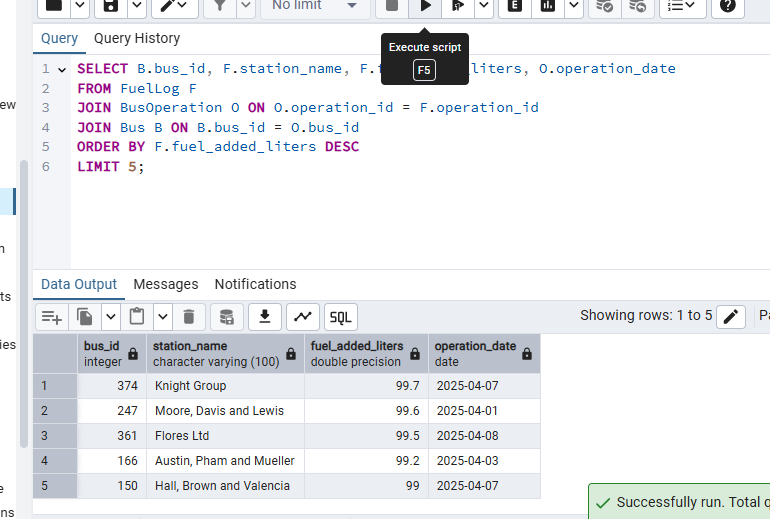 No limit
E
Query Query History
Execute script
F5
ew
1 SELECT B.bus_id, F.station_name, F.f liters, O.operation_date
2 FROM FuelLog F
3 JOIN BusOperation O ON O.operation_id = F.operation_id
4 JOIN Bus B ON B.bus_id = O.bus_id
5 ORDER BY F.fuel_added_liters DESC
6 LIMIT 5;
n
ts
ies
e
ns
Data Output Messages Notifications
SQL
Showing rows: 1 to 5
Pa
bus_id station_name fuel_added_liters operation_date
integer character varying (100) double precision date
1 374 Knight Group 99.7 2025-04-07
2 247 Moore, Davis and Lewis 99.6 2025-04-01
3 361 Flores Ltd 99.5 2025-04-08
4 166 Austin, Pham and Mueller 99.2 2025-04-03
5 150 Hall, Brown and Valencia 99 2025-04-07
Successfully run. Total q